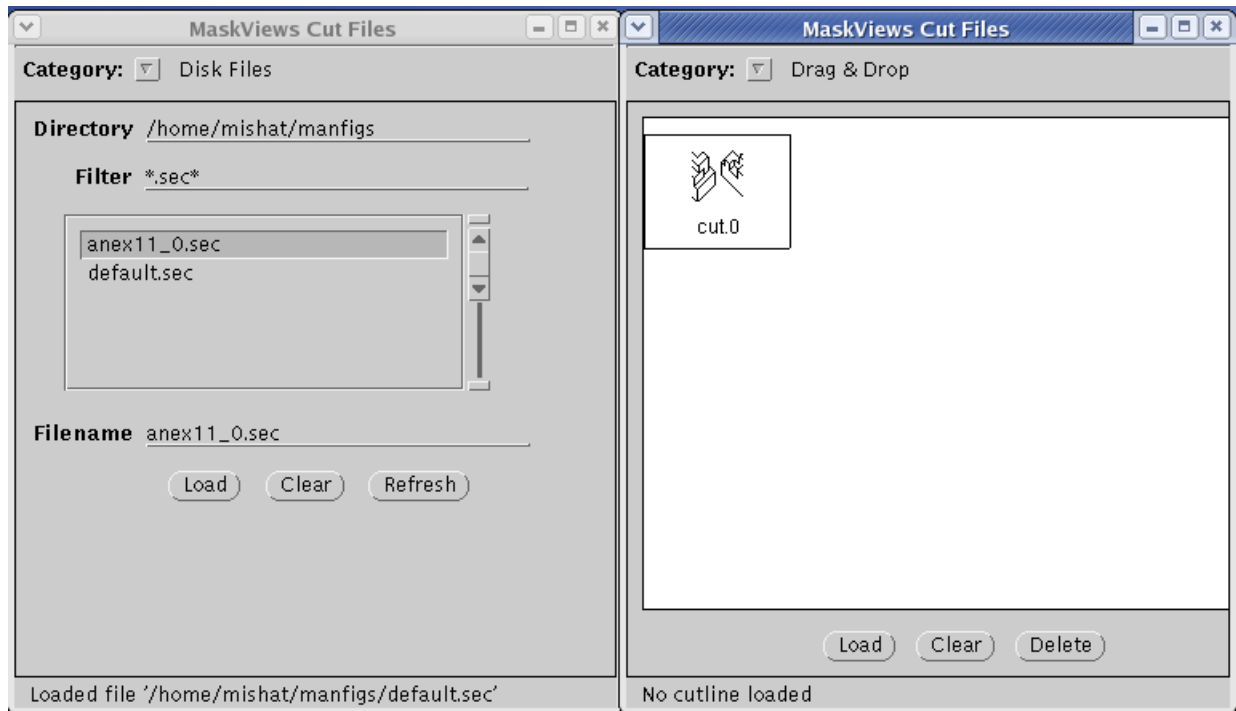 MaskViews Cut Files
Category: Disk Files
Directory /home/mishat/manfigs
Filter *.sec*
anex11_0.sec
default.sec
Filename anex11_0.sec
Load Clear Refresh
Loaded file '/home/mishat/manfigs/default.sec'
MaskViews Cut Files
Category: Drag & Drop
cut.0
Load Clear Delete
No cutline loaded